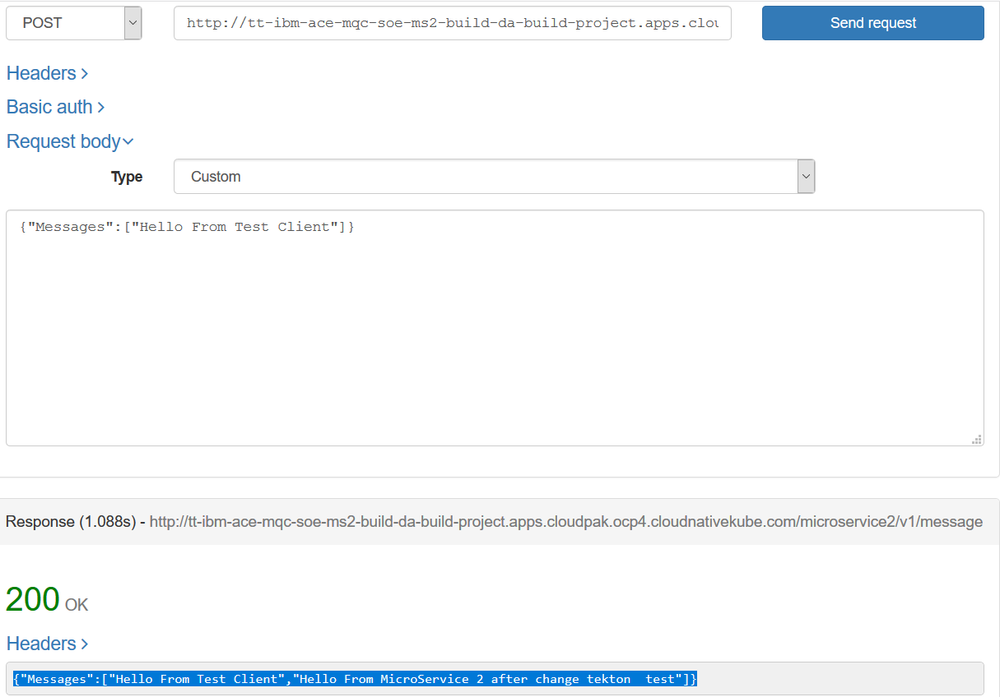 POST
http://tt-ibm-ace-mqc-soe-ms2-build-da-build-project.apps.clou
Send request
Headers
Basic auth
Request body
Type
Custom
{"Messages":["Hello From Test Client"]}
Response (1.088s) - http://tt-ibm-ace-mqc-soe-ms2-build-da-build-project.apps.cloudpak.ocp4.cloudnativekube.com/microservice2/v1/message
200 OK
Headers
{"Messages":["Hello From Test Client","Hello From MicroService 2 after change tekton  test"]}